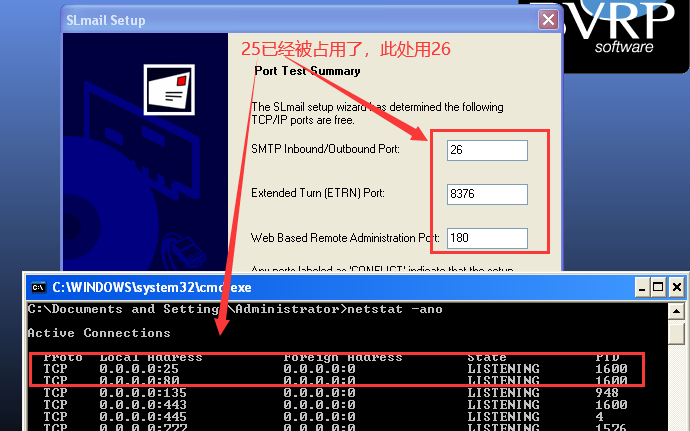 SLmail Setup
BVRP
software
25已经被占用了，此处用26
Port Test Summary
The SLmail setup wizard has determined the following
TCP/IP ports are free.
SMTP Inbound/Outbound Port:
26
Extended Turn (ETRN) Port:
8376
Web Based Remote Administration Port:
180
Any ports labeled as 'CONFLICT' indicate that the setup
C:\WINDOWS\system32\cmd.exe
C:\Documents and Settings\Administrator>netstat -ano
Active Connections
Proto Local Address Foreign Address State PID
TCP 0.0.0.0:25 0.0.0.0:0 LISTENING 1600
TCP 0.0.0.0:80 0.0.0.0:0 LISTENING 1600
TCP 0.0.0.0:135 0.0.0.0:0 LISTENING 948
TCP 0.0.0.0:443 0.0.0.0:0 LISTENING 1600
TCP 0.0.0.0:445 0.0.0.0:0 LISTENING 4
TCP 0.0.0.0:777 0.0.0.0:0 LISTENING 1526